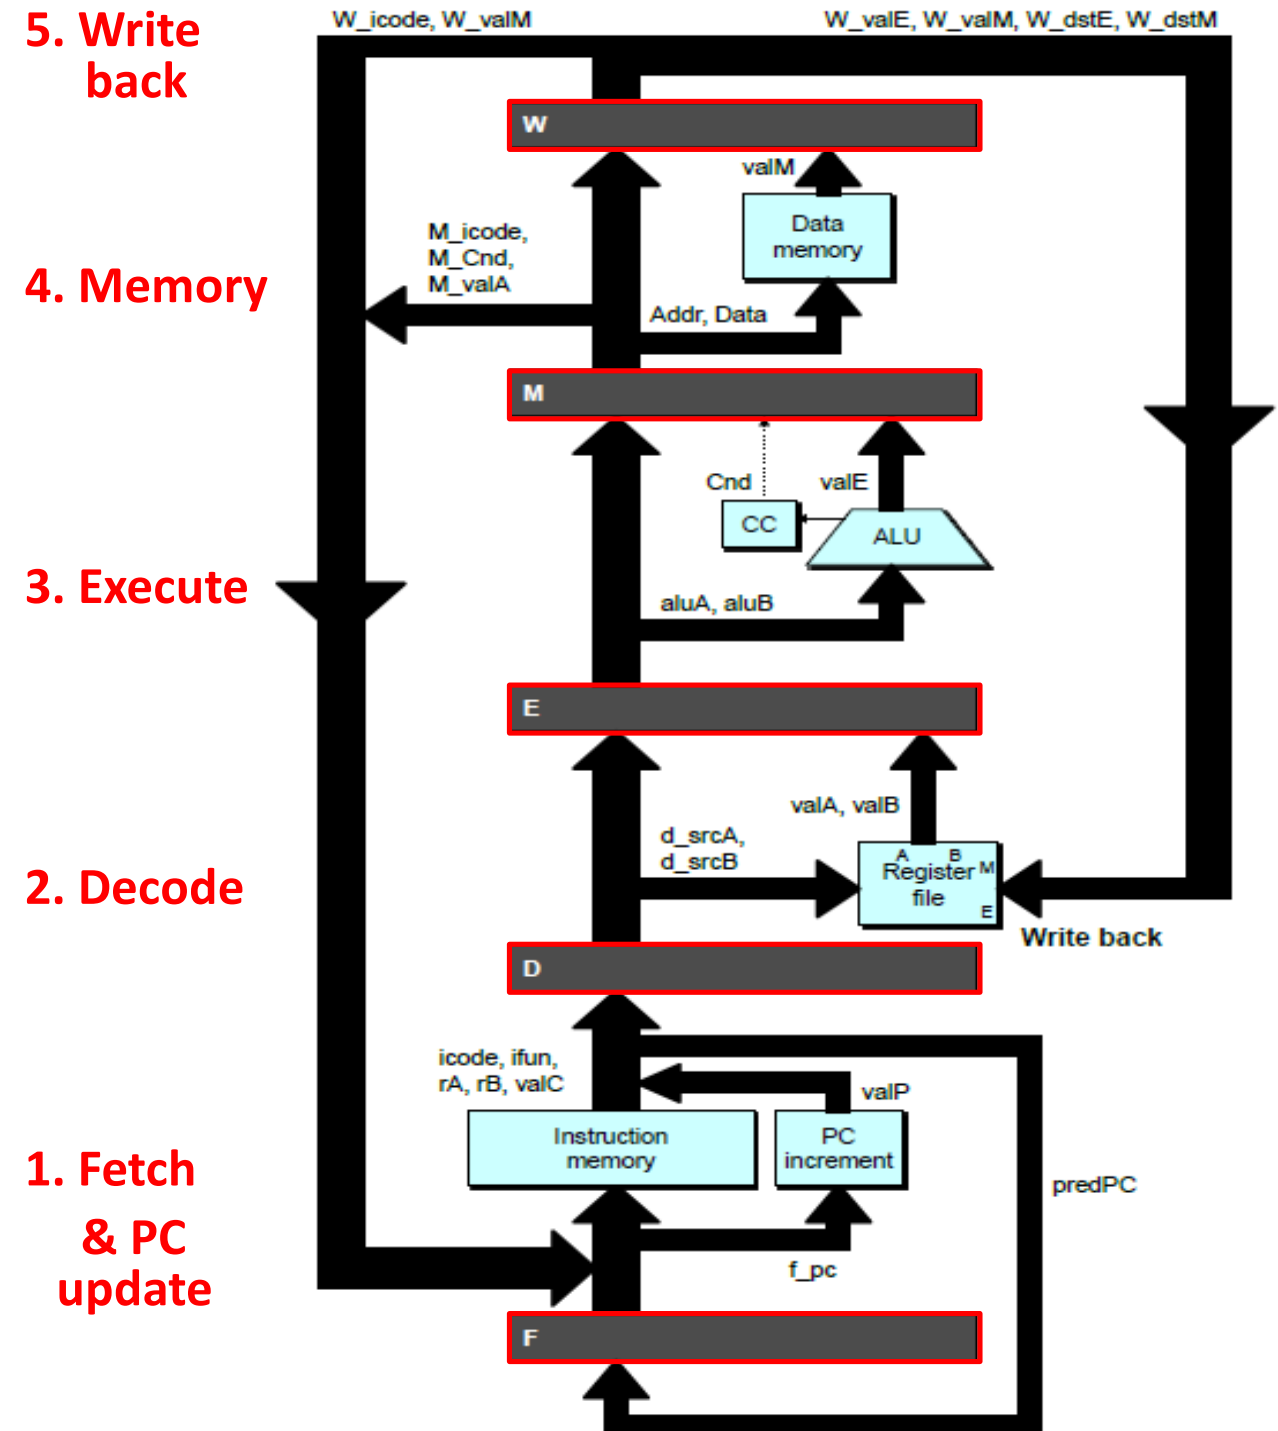 5. Write
back
W_icode, W_valM
W_valE, W_valM, W_dstE, W_dstM
W
valM
Data
memory
M_icode,
M_Cnd,
M_valA
4. Memory
Addr, Data
M
Cnd
valE
CC
ALU
3. Execute
aluA, aluB
E
valA, valB
d_srcA,
d_srcB
A
B
M
Register
file
E
2. Decode
Write back
D
icode, ifun,
rA, rB, valC
valP
Instruction
memory
PC
increment
1. Fetch
& PC
update
predPC
f_pc
F